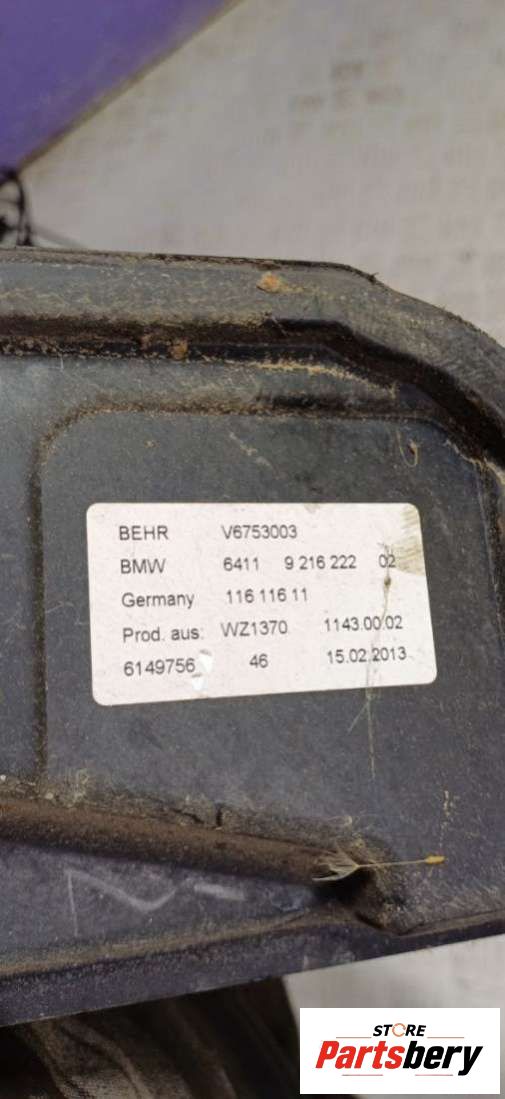 BEHR V6753003
BMW 6411 9 216 222 02
Germany 116 116 11
Prod. aus: WZ1370 1143.00.02
6149756 46 15.02.2013
STORE
Partsbery